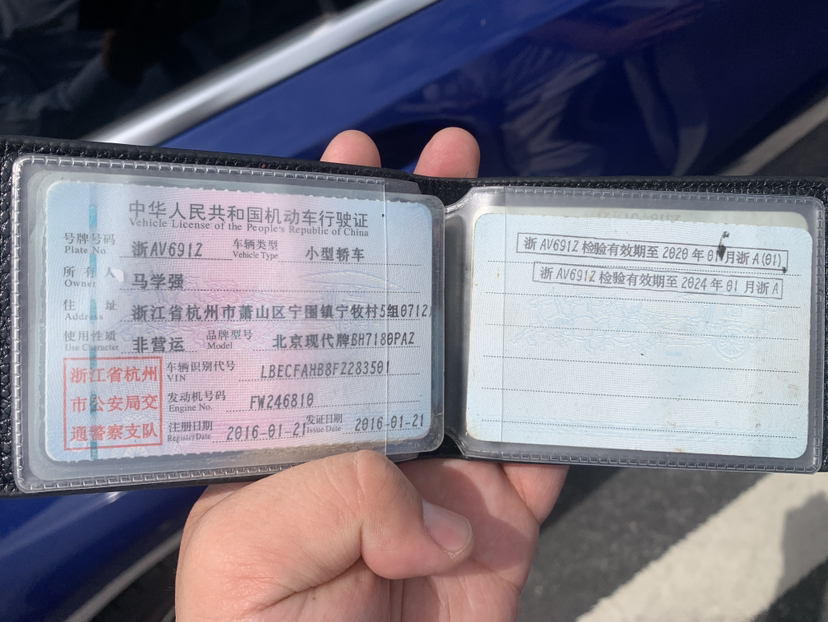 中华人民共和国机动车行驶证
Vehicle License of the People's Republic of China
号牌号码 浙AV691Z 车辆类型 小型轿车
Plate No. Vehicle Type
所有人 马学强
Owner
住址 浙江省杭州市萧山区宁围镇宁牧村5组0712
Address
使用性质 非营运 品牌型号 北京现代牌BH7180PAZ
Use Character Model
浙江省杭州
市公安局交
通警察支队
车辆识别代号 LBECFAHB8FZ283501
VIN
发动机号码 FW246810
Engine No.
注册日期 2016-01-21 发证日期 2016-01-21
Register Date Issue Date
浙AV691Z检验有效期至2020年01月浙A(01)
浙AV691Z检验有效期至2024年01月浙A